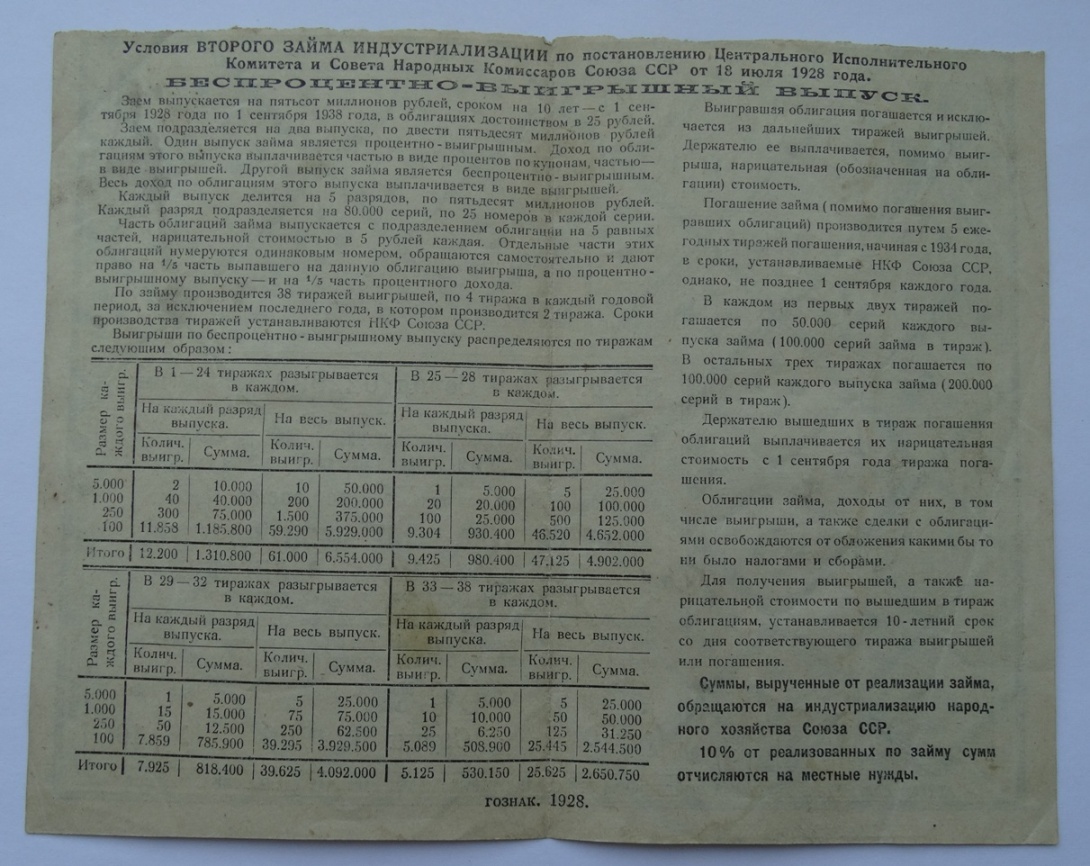 Условия ВТОРОГО ЗАЙМА ИНДУСТРИАЛИЗАЦИИ по постановлению Центрального Исполнительного
Комитета и Совета Народных Комиссаров Союза ССР от 18 июля 1928 года.
БЕСПРОЦЕНТНО-ВЫИГРЫШНЫЙ ВЫПУСК.
Заем выпускается на пятьсот миллионов рублей, сроком на 10 лет — с 1 сен-
тября 1928 года по 1 сентября 1938 года, в облигациях достоинством в 25 рублей.
Заем подразделяется на два выпуска, по двести пятьдесят миллионов рублей
каждый. Один выпуск займа является процентно-выигрышным. Доход по обли-
гациям этого выпуска выплачивается частью в виде процентов по купонам, частью—
в виде выигрышей. Другой выпуск займа является беспроцентно-выигрышным.
Весь доход по облигациям этого выпуска выплачивается в виде выигрышей.
Каждый выпуск делится на 5 разрядов, по пятьдесят миллионов рублей.
Каждый разряд подразделяется на 80.000 серий, по 25 номеров в каждой серии.
Часть облигаций займа выпускается с подразделением облигации на 5 равных
частей, нарицательной стоимостью в 5 рублей каждая. Отдельные части этих
облигаций нумеруются одинаковым номером, обращаются самостоятельно и дают
право на 1/5 часть выпавшего на данную облигацию выигрыша, а по процентно-
выигрышному выпуску — и на 1/5 часть процентного дохода.
По займу производится 38 тиражей выигрышей, по 4 тиража в каждый годовой
период, за исключением последнего года, в котором производится 2 тиража. Сроки
производства тиражей устанавливаются НКФ Союза ССР.
Выигрыши по беспроцентно-выигрышному выпуску распределяются по тиражам
следующим образом:
Размер ка-
ждого выигр.
В 1—24 тиражах разыгрывается
в каждом.
В 25—28 тиражах разыгрывается
в каждом.
На каждый разряд
выпуска.
На весь выпуск.
На каждый разряд
выпуска.
На весь выпуск.
Колич.
выигр.
Сумма.
Колич.
выигр.
Сумма.
Колич.
выигр.
Сумма.
Колич.
выигр.
Сумма.
5.000 2 10.000 10 50.000 1 5.000 5 25.000
1.000 40 40.000 200 200.000 20 20.000 100 100.000
250 300 75.000 1.500 375.000 100 25.000 500 125.000
100 11.858 1.185.800 59.290 5.929.000 9.304 930.400 46.520 4.652.000
Итого 12.200 1.310.800 61.000 6.554.000 9.425 980.400 47.125 4.902.000
Размер ка-
ждого выигр.
В 29—32 тиражах разыгрывается
в каждом.
В 33—38 тиражах разыгрывается
в каждом.
На каждый разряд
выпуска.
На весь выпуск.
На каждый разряд
выпуска.
На весь выпуск.
Колич.
выигр.
Сумма.
Колич.
выигр.
Сумма.
Колич.
выигр.
Сумма.
Колич.
выигр.
Сумма.
5.000 1 5.000 5 25.000 1 5.000 5 25.000
1.000 15 15.000 75 75.000 10 10.000 50 50.000
250 50 12.500 250 62.500 25 6.250 125 31.250
100 7.859 785.900 39.295 3.929.500 5.089 508.900 25.445 2.544.500
Итого 7.925 818.400 39.625 4.092.000 5.125 530.150 25.625 2.650.750
Выигравшая облигация погашается и исклю-
чается из дальнейших тиражей выигрышей.
Держателю ее выплачивается, помимо выиг-
рыша, нарицательная (обозначенная на обли-
гации) стоимость.
Погашение займа (помимо погашения выиг-
равших облигаций) производится путем 5 еже-
годных тиражей погашения, начиная с 1934 года,
в сроки, устанавливаемые НКФ Союза ССР,
однако, не позднее 1 сентября каждого года.
В каждом из первых двух тиражей по-
гашается по 50.000 серий каждого вы-
пуска займа (100.000 серий займа в тираж).
В остальных трех тиражах погашается по
100.000 серий каждого выпуска займа (200.000
серий в тираж).
Держателю вышедших в тираж погашения
облигаций выплачивается их нарицательная
стоимость с 1 сентября года тиража пога-
шения.
Облигации займа, доходы от них, в том
числе выигрыши, а также сделки с облигаци-
ями освобождаются от обложения какими бы то
ни было налогами и сборами.
Для получения выигрышей, а также на-
рицательной стоимости по вышедшим в тираж
облигациям, устанавливается 10-летний срок
со дня соответствующего тиража выигрышей
или погашения.
Суммы, вырученные от реализации займа,
обращаются на индустриализацию народ-
ного хозяйства Союза ССР.
10% от реализованных по займу сумм
отчисляются на местные нужды.
ГОЗНАК. 1928.